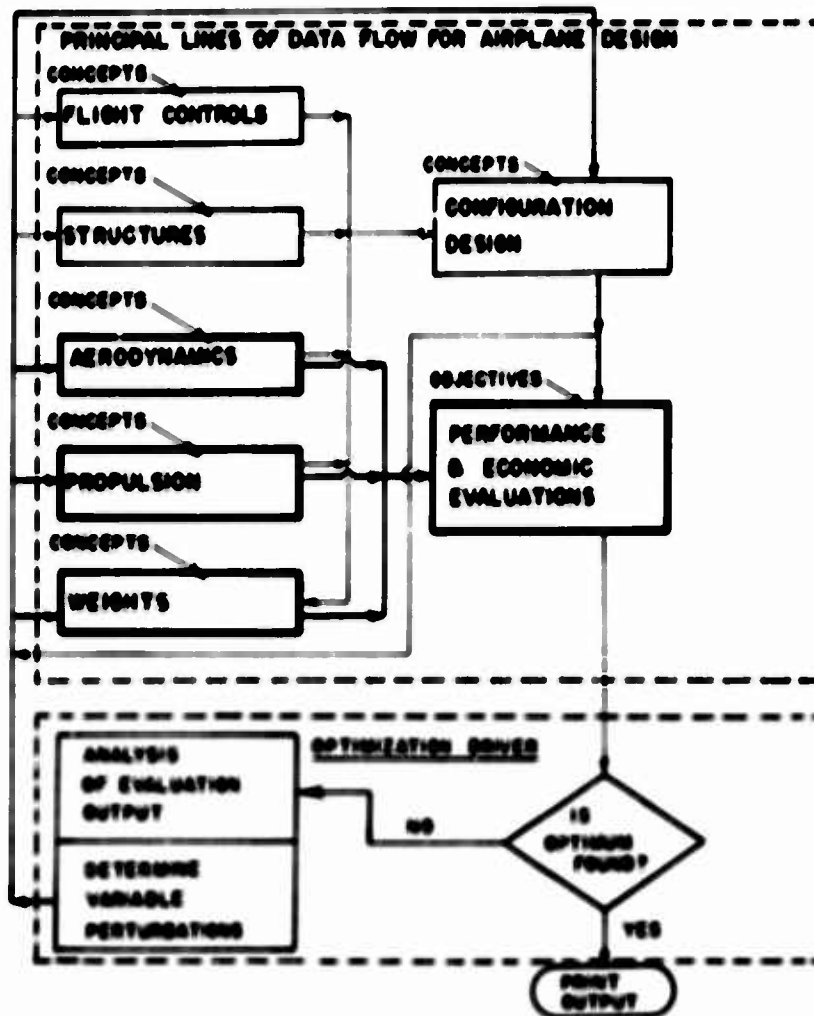 PRINCIPAL LINES OF DATA FLOW FOR AIRPLANE DESIGN
CONCEPTS
FLIGHT CONTROLS
CONCEPTS
STRUCTURES
CONCEPTS
AERODYNAMICS
CONCEPTS
PROPULSION
CONCEPTS
WEIGHTS
CONCEPTS
CONFIGURATION
DESIGN
OBJECTIVES
PERFORMANCE
& ECONOMIC
EVALUATIONS
OPTIMIZATION DRIVER
ANALYSIS
OF EVALUATION
OUTPUT
DETERMINE
VARIABLE
PERTURBATIONS
NO
IS
OPTIMUM
FOUND?
YES
PRINT
OUTPUT